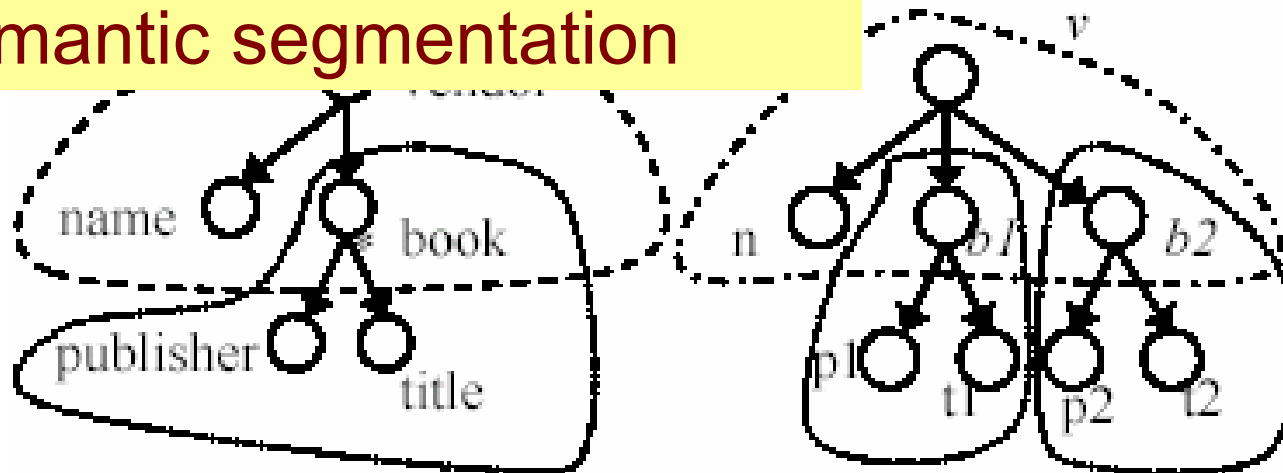 mantic segmentation
v
name
book
n
b1
b2
publisher
title
p1
t1
p2
t2